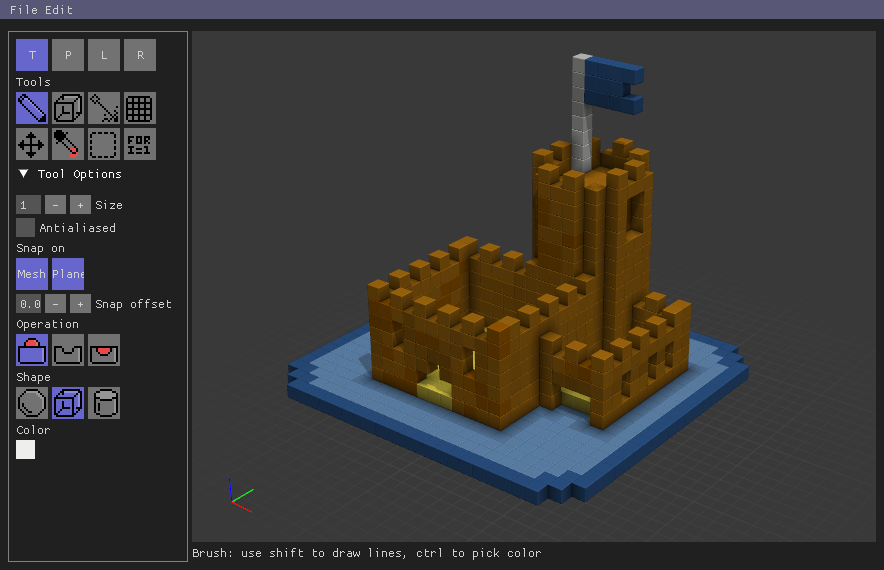 File Edit
T P L R
Tools
FOR
I=1
▼ Tool Options
1 - + Size
Antialiased
Snap on
Mesh Plane
0.0 - + Snap offset
Operation
Shape
Color
Brush: use shift to draw lines, ctrl to pick color